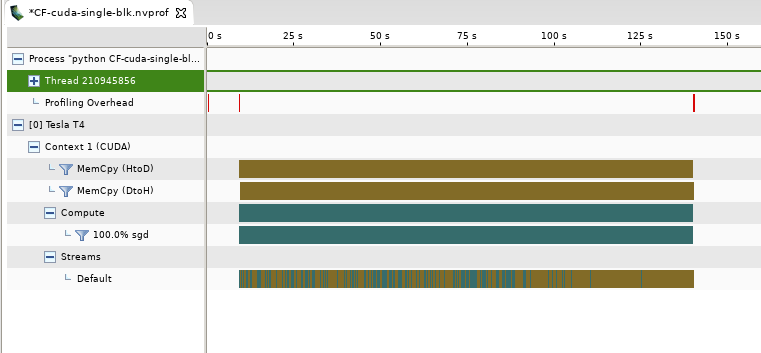 *CF-cuda-single-blk.nvprof
0 s 25 s 50 s 75 s 100 s 125 s 150 s
Process "python CF-cuda-single-bl...
Thread 210945856
Profiling Overhead
[0] Tesla T4
Context 1 (CUDA)
MemCpy (HtoD)
MemCpy (DtoH)
Compute
100.0% sgd
Streams
Default